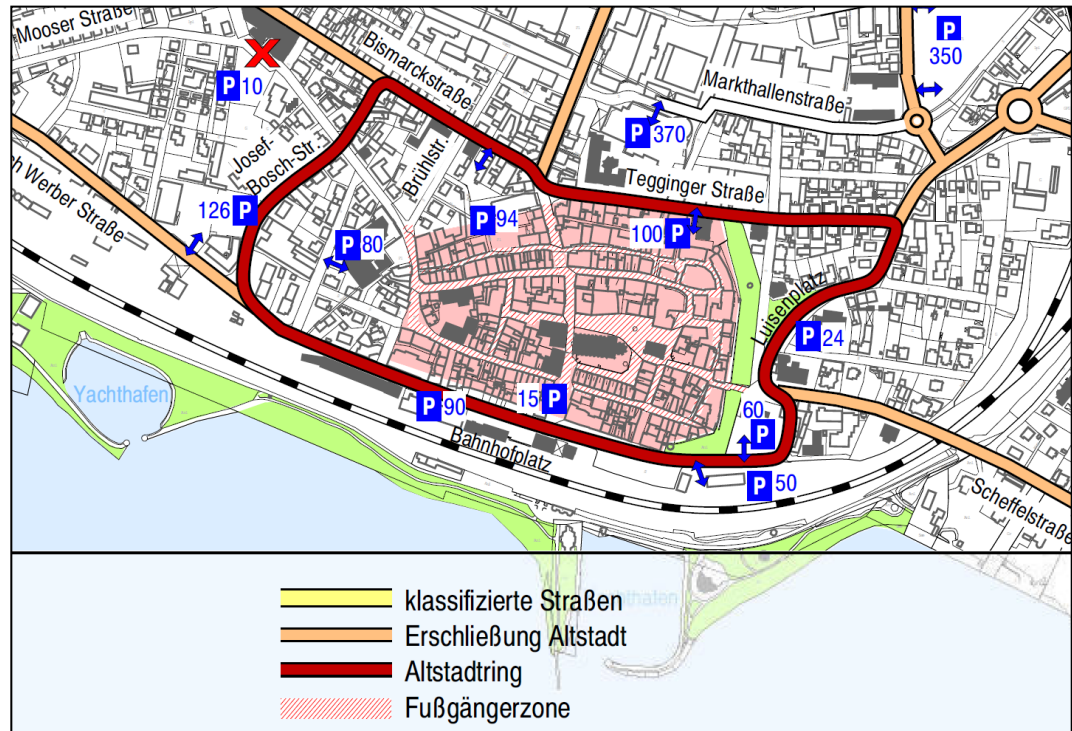 Mooser Straße
P
350
P 10
Bismarckstraße
Markthallenstraße
P 370
Josef-
Bosch-Str.
Brühlstr.
Tegginger Straße
ch Werber Straße
126 P
P 94
100 P
P 80
Luisenplatz
P 24
Yachthafen
P 90
15 P
60
P
Bahnhofplatz
P 50
Scheffelstraße
klassifizierte Straßen
Erschließung Altstadt
Altstadtring
Fußgängerzone